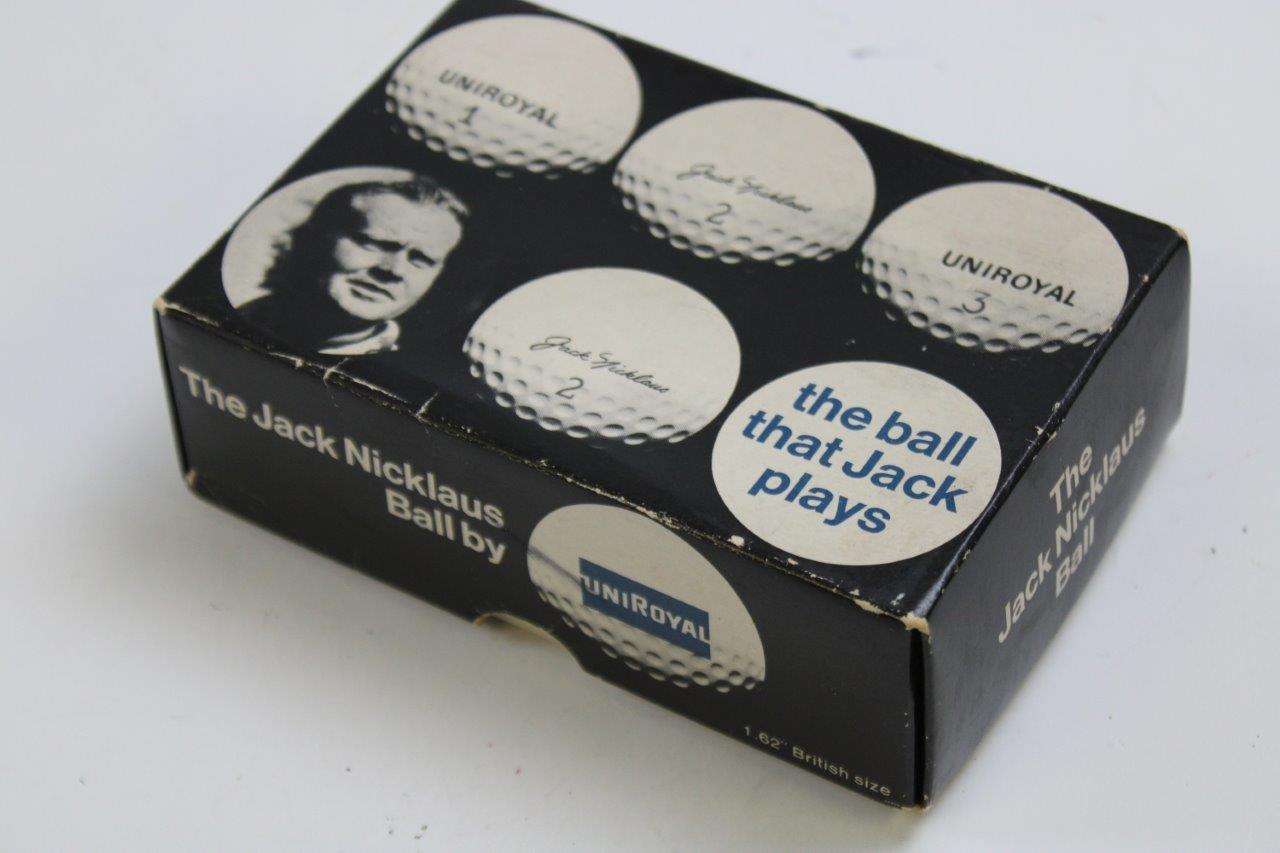 UNIROYAL
1
Jack Nicklaus
2
UNIROYAL
3
Jack Nicklaus
2
the ball
that Jack
plays
The Jack Nicklaus
Ball by
UNIROYAL
1.62" British size
The
Jack Nicklaus
Ball